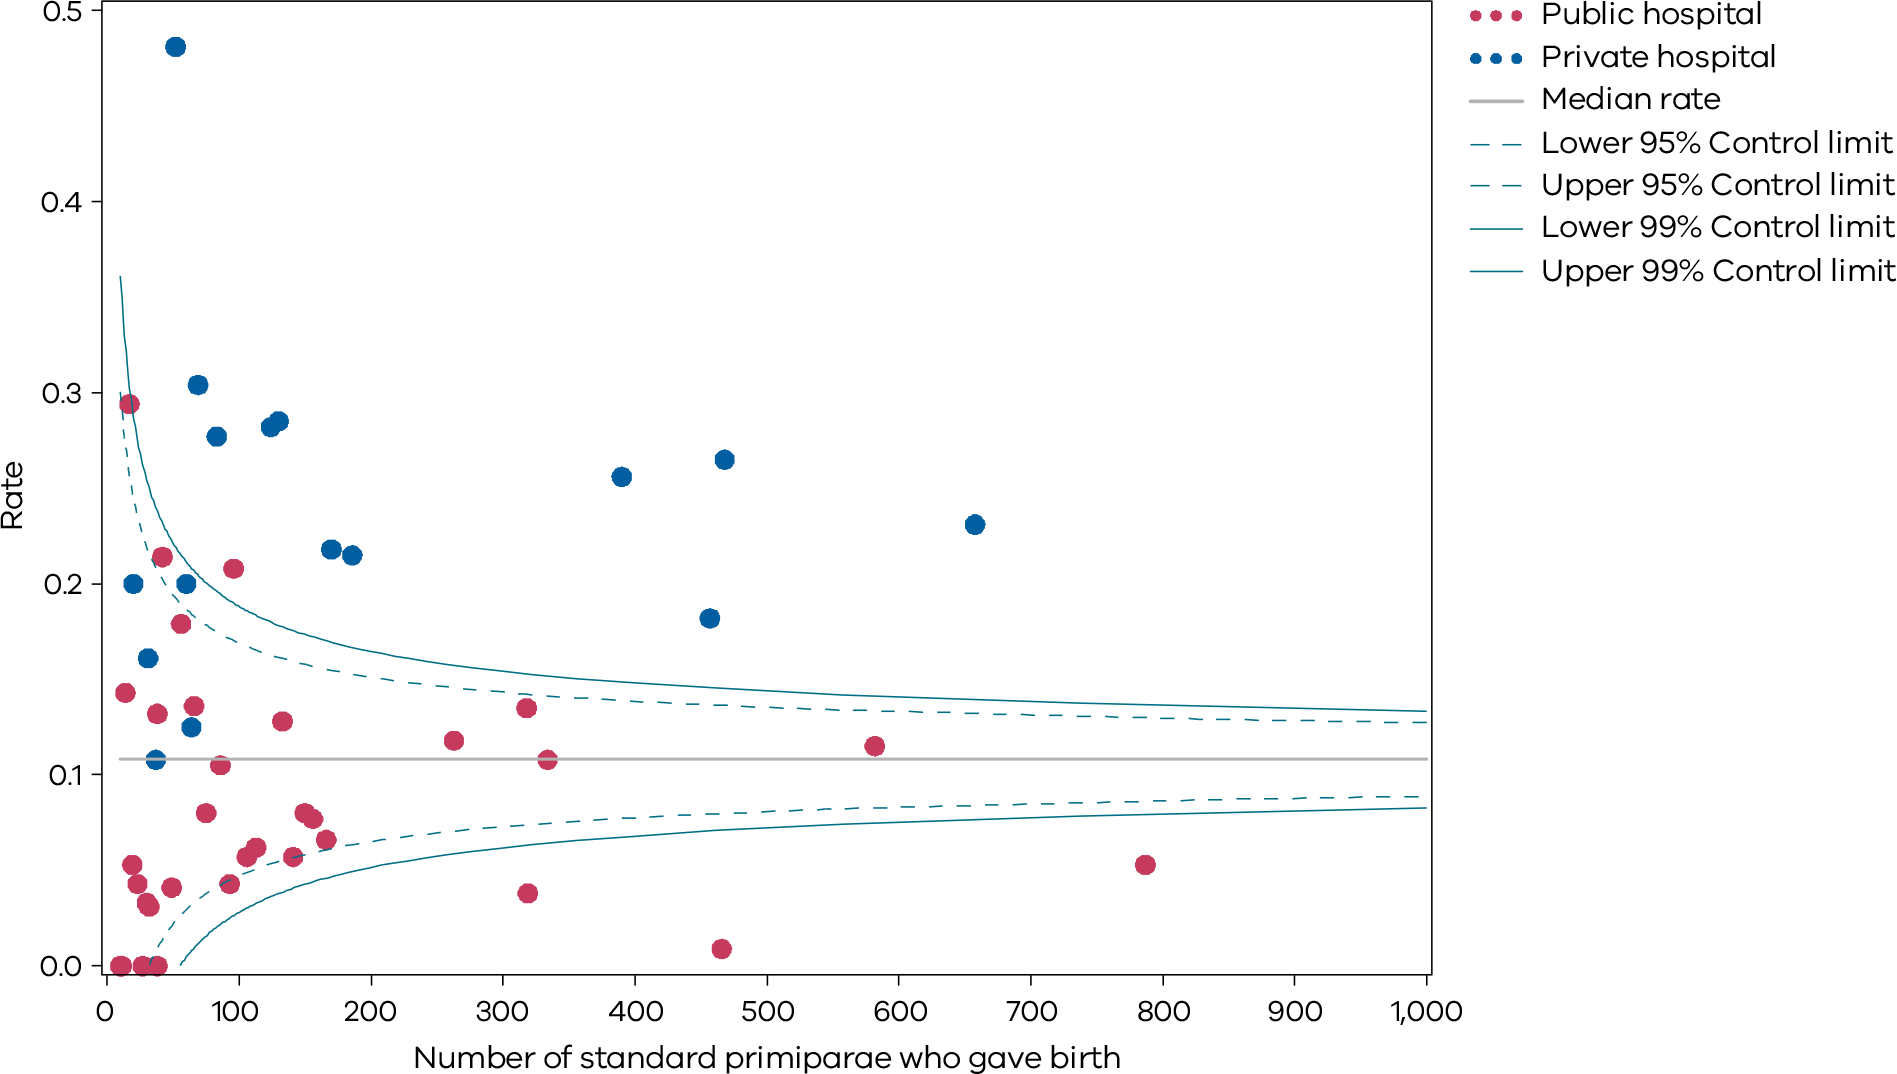 0.5
0.4
0.3
0.2
0.1
0.0
Rate
0 100 200 300 400 500 600 700 800 900 1,000
Number of standard primiparae who gave birth
Public hospital
Private hospital
Median rate
Lower 95% Control limit
Upper 95% Control limit
Lower 99% Control limit
Upper 99% Control limit